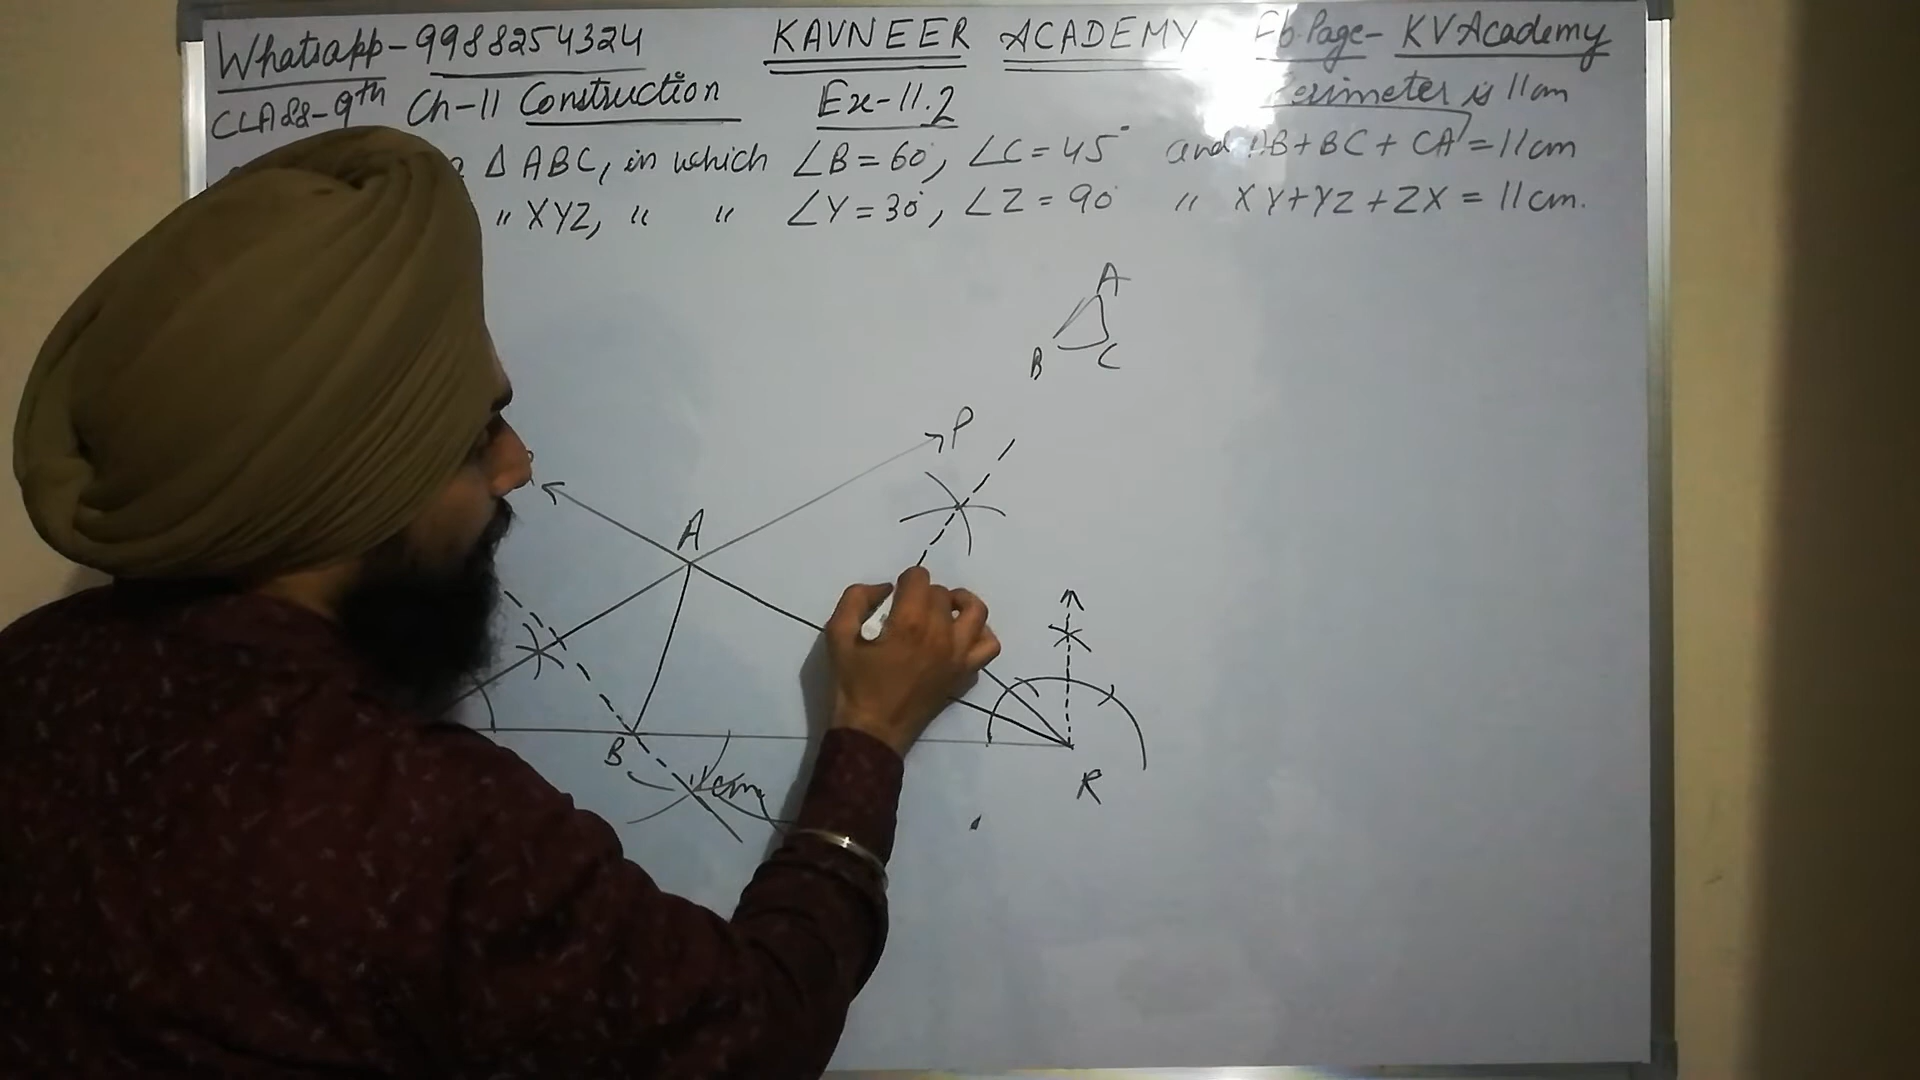 Whatsapp-9988254324 KAVNEER ACADEMY Fb.Page- KVAcademy
CLASS-9th Ch-11 Construction Ex-11.2 Perimeter is 11cm
Δ ABC, in which ∠B=60°, ∠C=45° and AB+BC+CA=11cm
" XYZ, " " ∠Y=30°, ∠Z=90° " XY+YZ+ZX=11cm.
A
B C
P
A
B 11cm
R